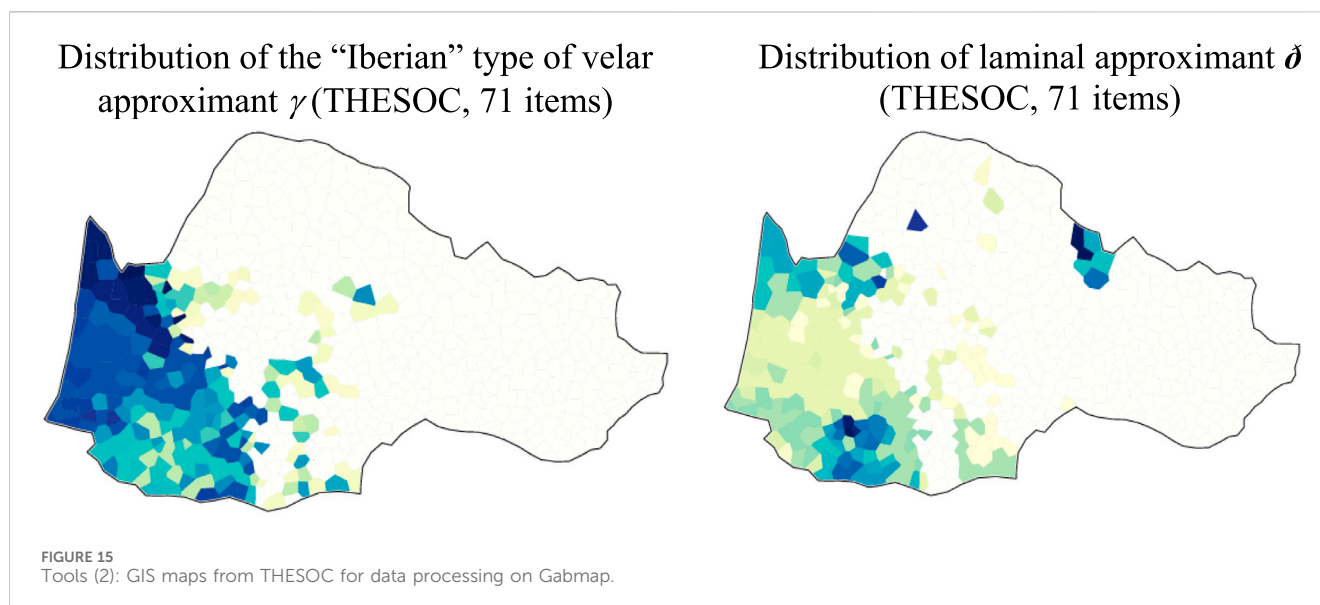 Distribution of the “Iberian” type of velar
approximant γ (THESOC, 71 items)
Distribution of laminal approximant ð
(THESOC, 71 items)
FIGURE 15
Tools (2): GIS maps from THESOC for data processing on Gabmap.